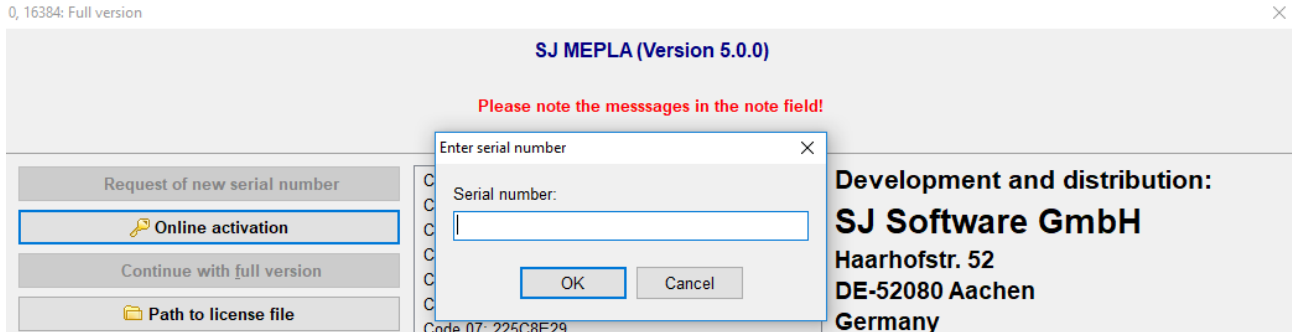 0, 16384: Full version
SJ MEPLA (Version 5.0.0)
Please note the messsages in the note field!
Enter serial number
Serial number:
OK
Cancel
Request of new serial number
Online activation
Continue with full version
Path to license file
C
C
C
C
C
C
Code 07: 225C8F29
Development and distribution:
SJ Software GmbH
Haarhofstr. 52
DE-52080 Aachen
Germany